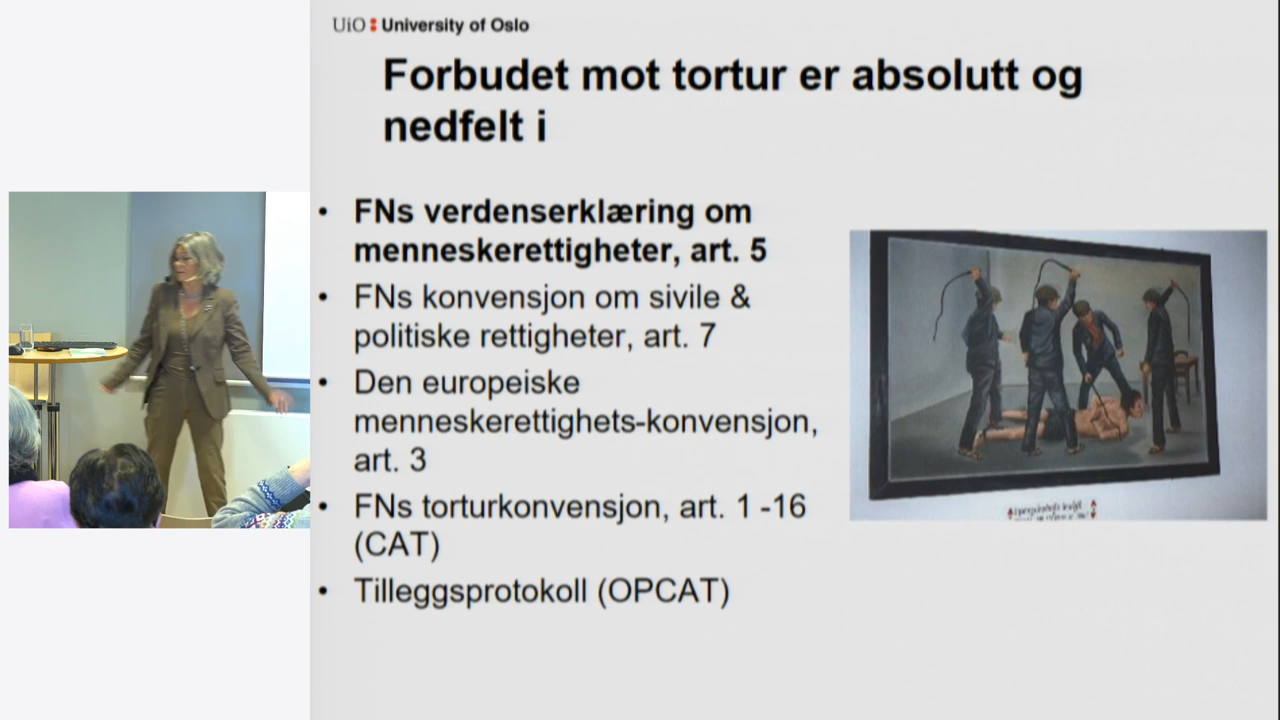 UiO : University of Oslo
Forbudet mot tortur er absolutt og
nedfelt i
• FNs verdenserklæring om
menneskerettigheter, art. 5
• FNs konvensjon om sivile &
politiske rettigheter, art. 7
• Den europeiske
menneskerettighets-konvensjon,
art. 3
• FNs torturkonvensjon, art. 1 -16
(CAT)
• Tilleggsprotokoll (OPCAT)